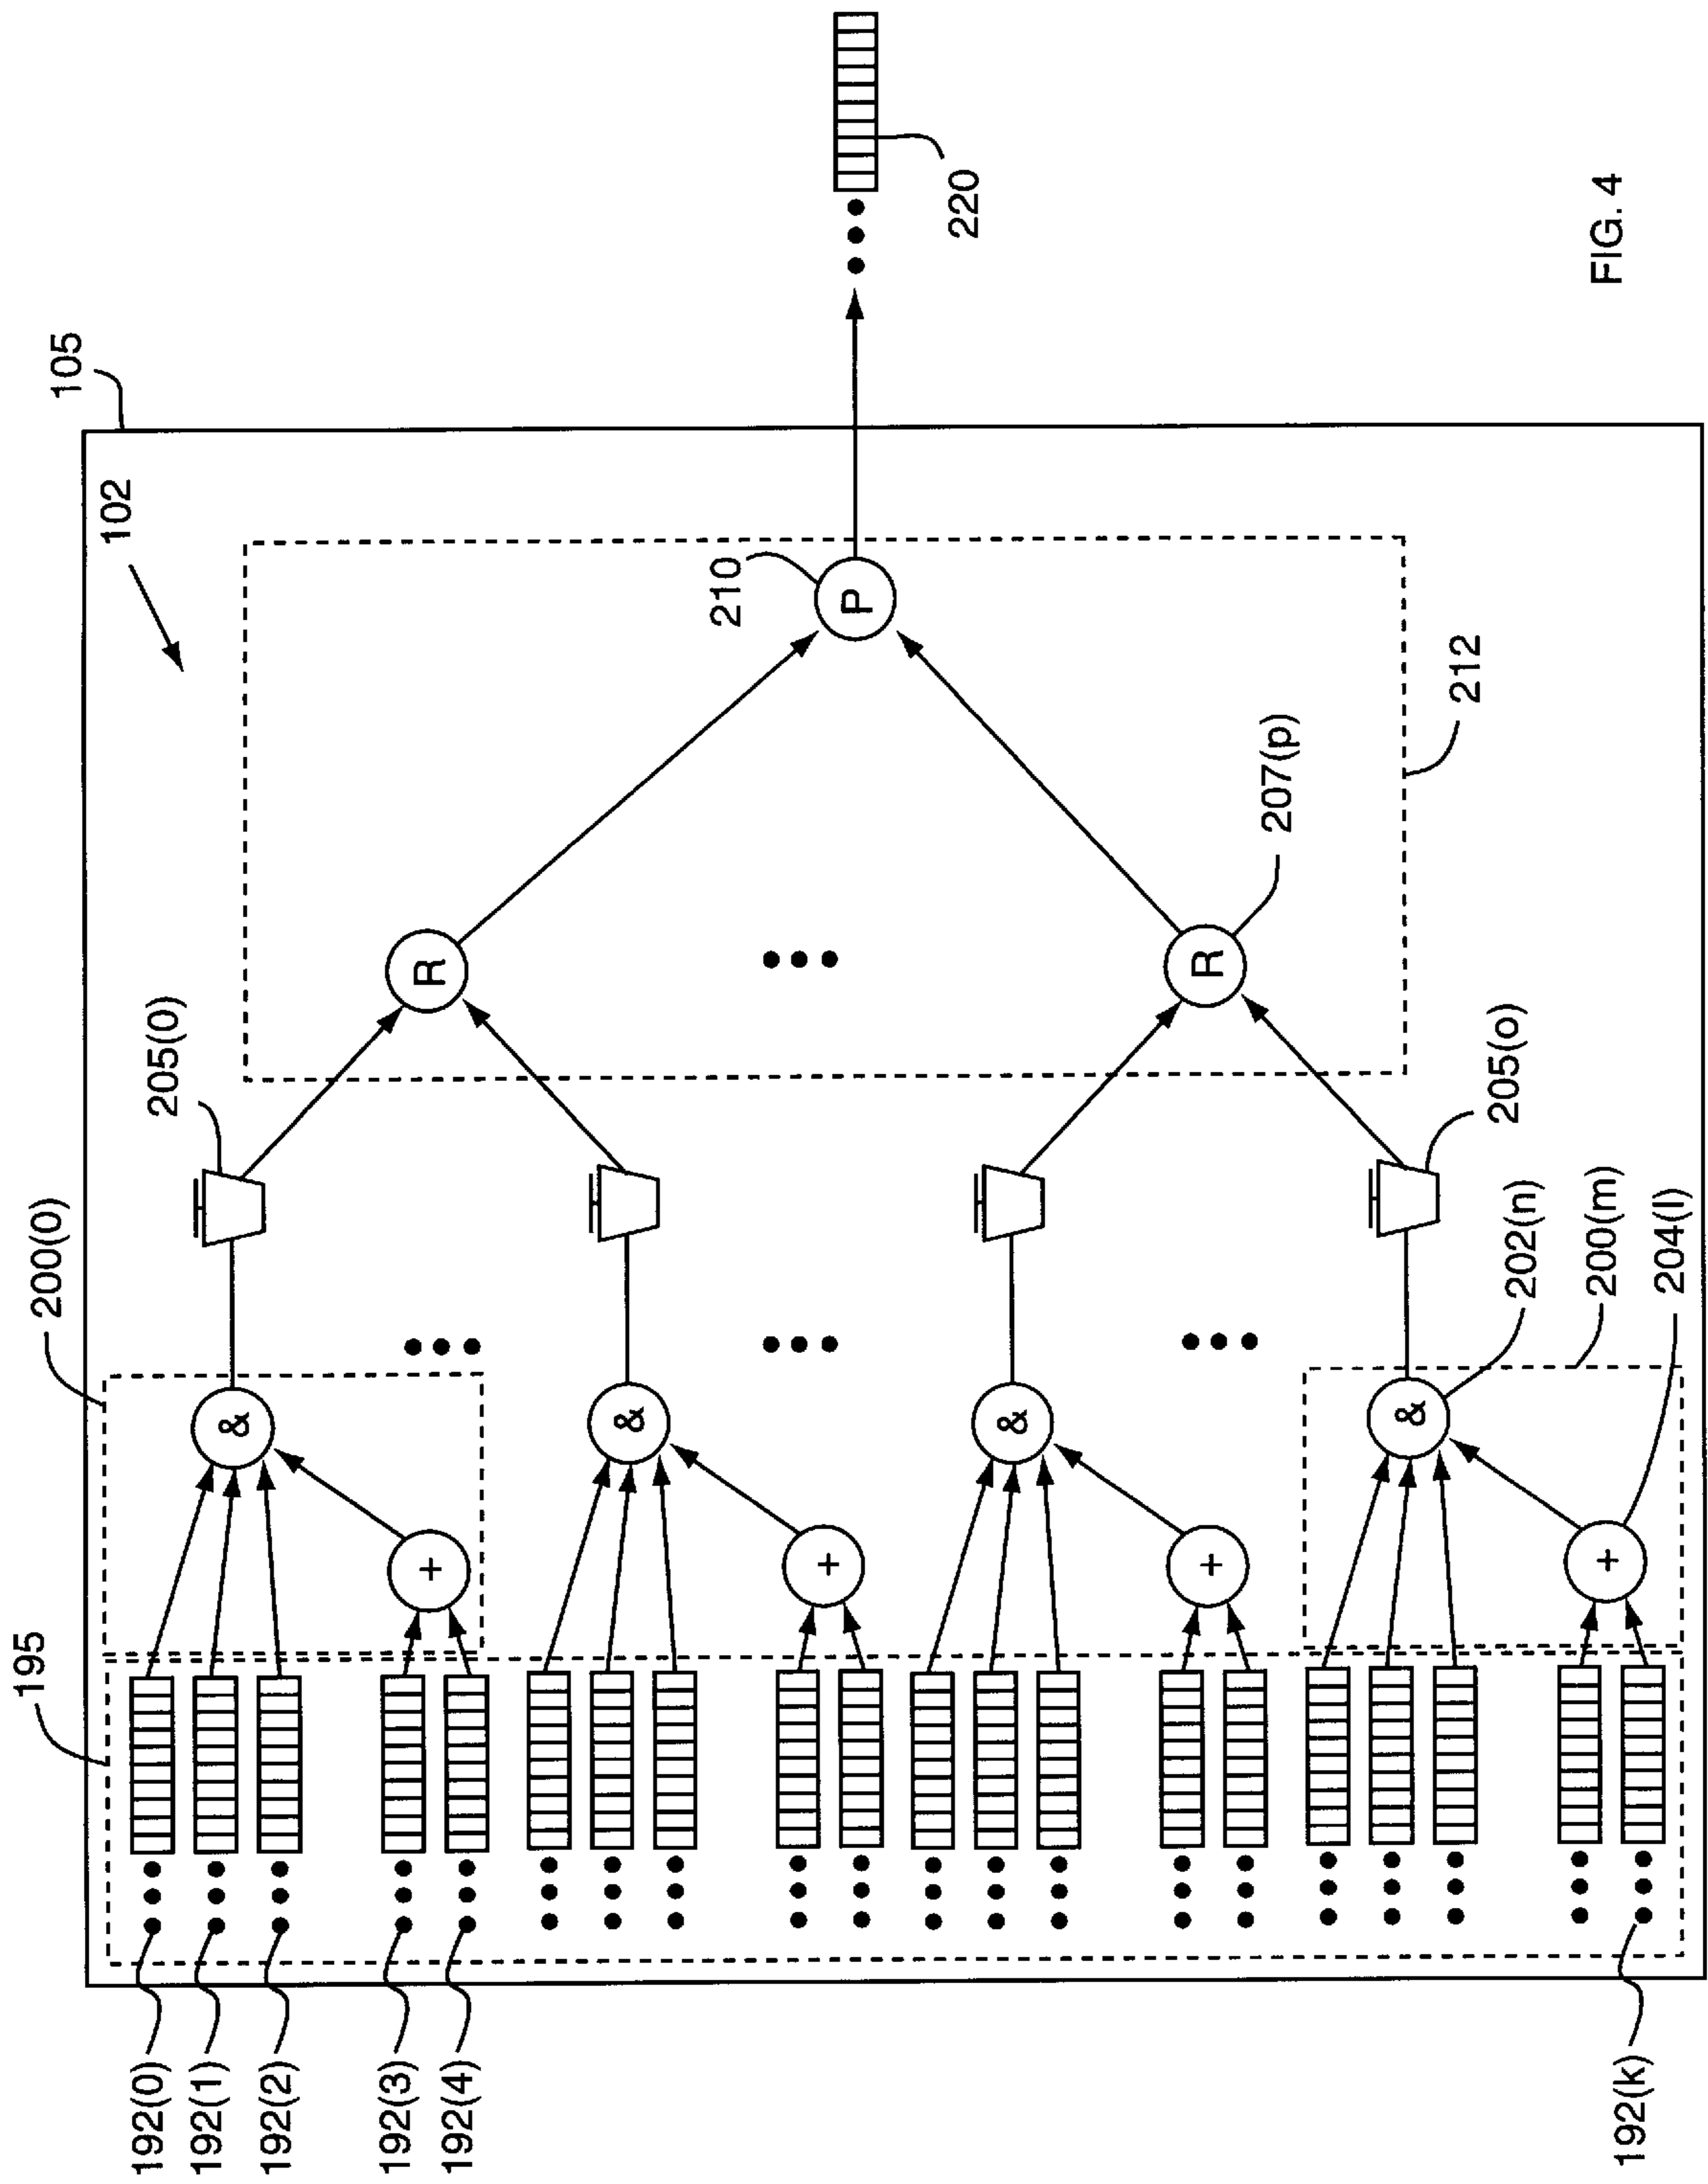 105
102
195
200(0)
205(0)
192(0)
192(1)
192(2)
192(3)
192(4)
192(k)
&
+
&
+
&
+
&
+
R
R
P
210
207(p)
212
205(o)
202(n)
200(m)
204(l)
220
FIG. 4